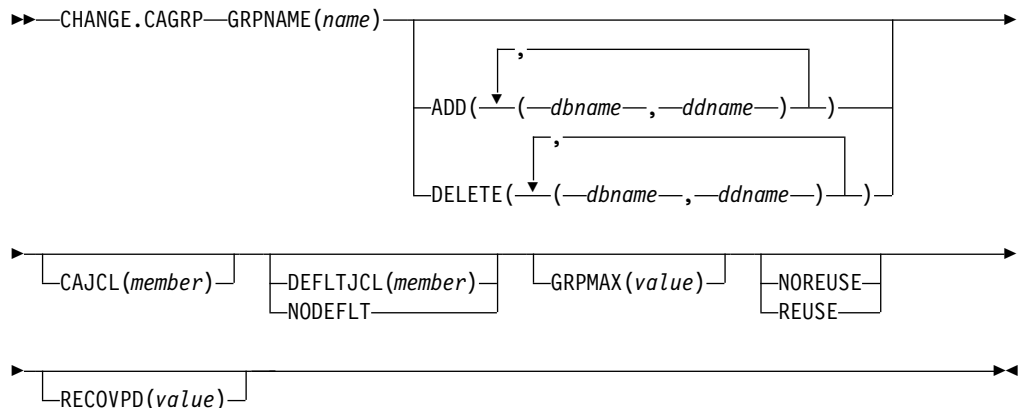 CHANGE.CAGRP GRPNAME(name)
,
ADD( (dbname,ddname) )
,
DELETE( (dbname,ddname) )
CAJCL(member) DEFLTJCL(member) GRPMAX(value) NOREUSE
NODEFLT REUSE
RECOVPD(value)